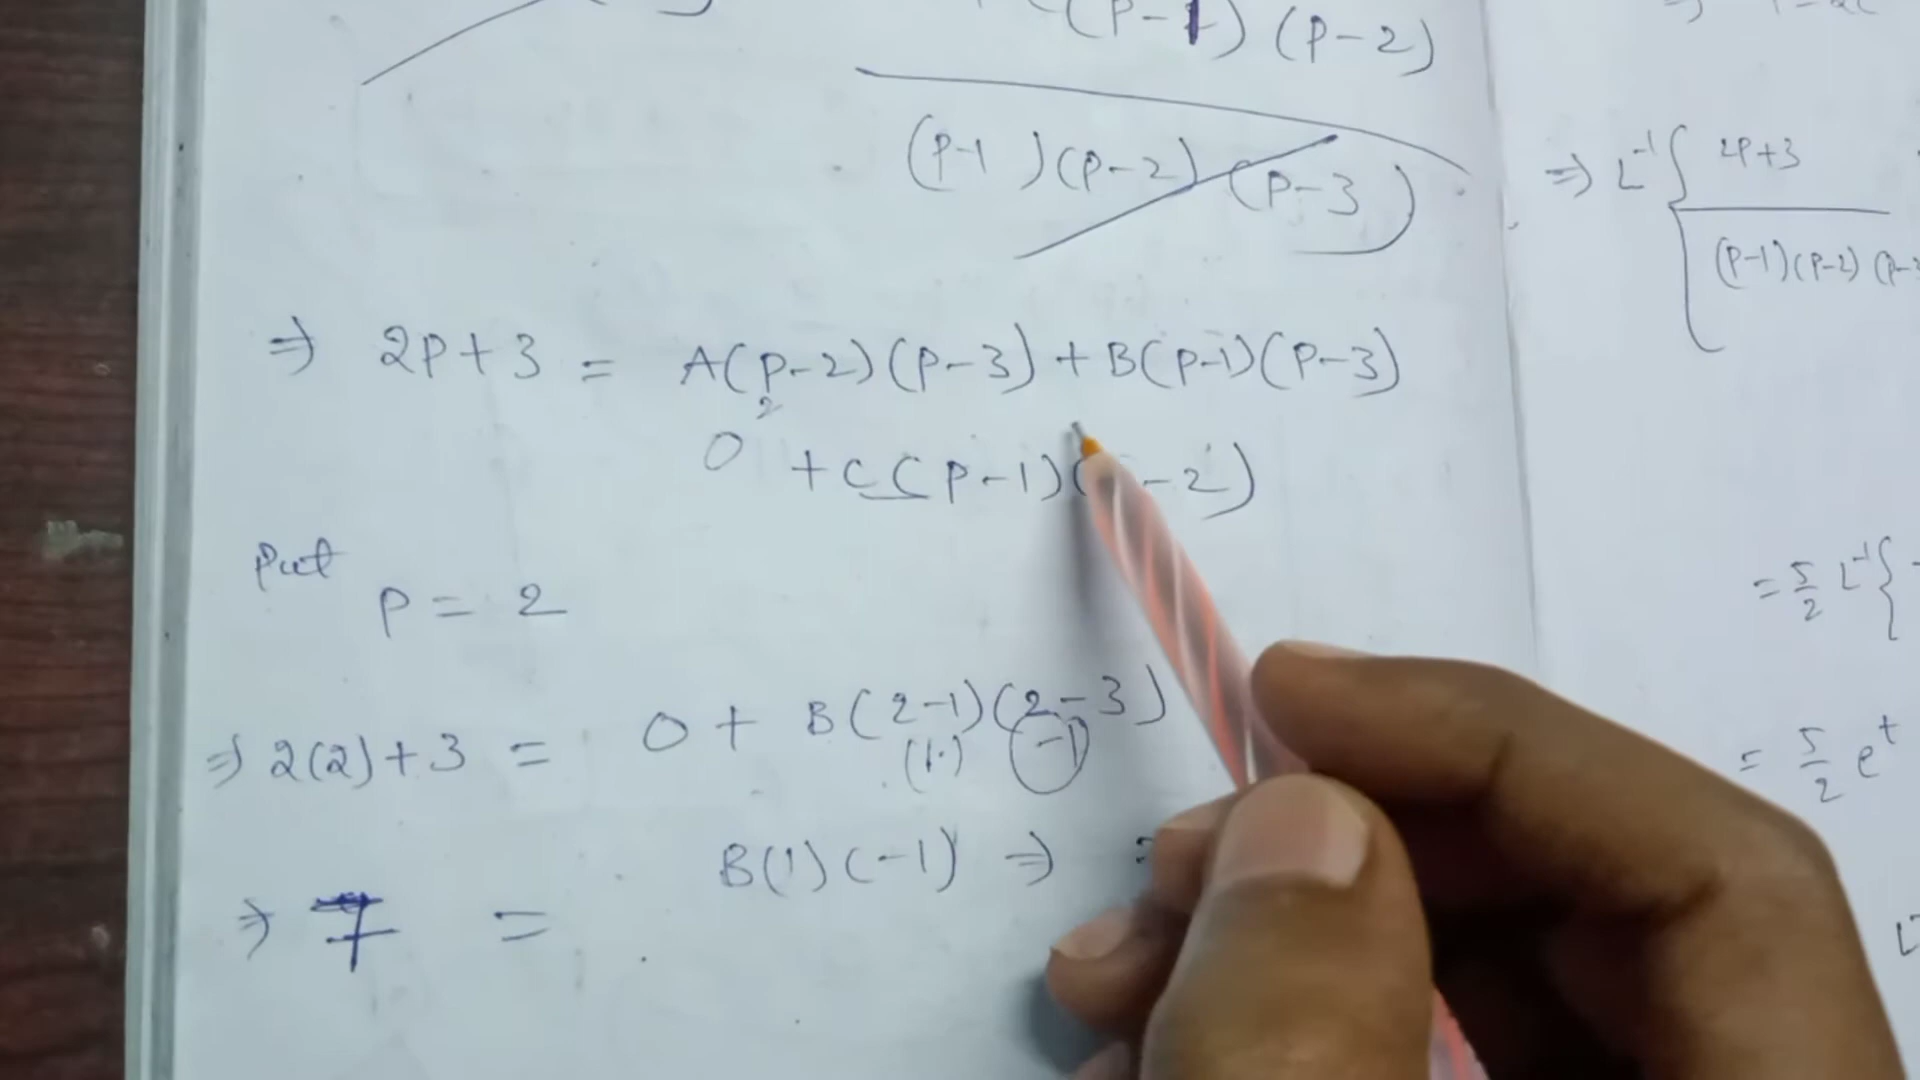 (P-1) (P-2)
(P-1)(P-2)(P-3)
⇒ 2P+3 = A(P-2)(P-3) + B(P-1)(P-3)
2
0 + C(P-1)( -2)
Put
P = 2
⇒ 2(2)+3 = 0 + B(2-1)(2-3)
(1) -1
B(1)(-1) ⇒ =
⇒ 7 =
⇒ L⁻¹{ 2P+3
(P-1)(P-2)(P-
= 5/2 L⁻¹{
= 5/2 e^t